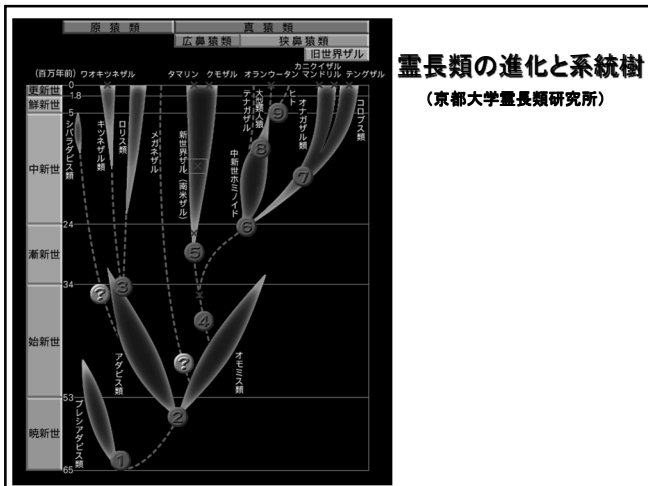 霊長類の進化と系統樹
(京都大学霊長類研究所)
原猿類
真猿類
広鼻猿類
狭鼻猿類
旧世界ザル
カニクイザル
(百万年前)
ワオキツネザル
タマリン
クモザル
オランウータン
マンドリル
テングザル
更新世
0
1.8
鮮新世
5
中新世
24
漸新世
34
始新世
53
暁新世
65
シバラダピス類
キツネザル類
ロリス類
メガネザル
新世界ザル(南米ザル)
テナガザル
大型類人猿
ヒト
オナガザル類
コロブス類
中新世ホミノイド
アダピス類
オモミス類
プレシアダピス類
?
?
1
2
3
4
5
6
7
8
9